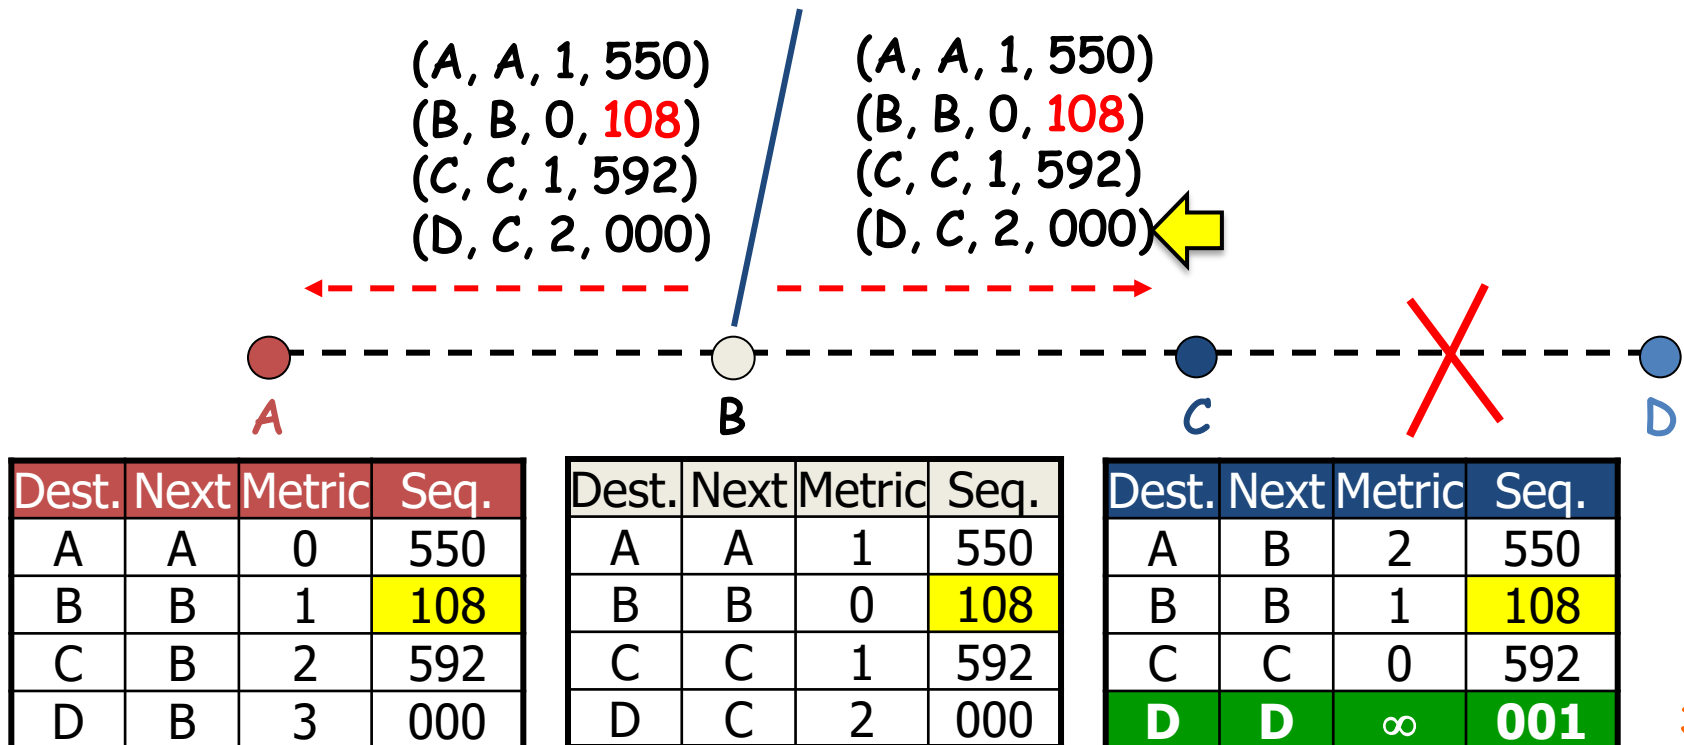 (A, A, 1, 550)
(B, B, 0, 108)
(C, C, 1, 592)
(D, C, 2, 000)
(A, A, 1, 550)
(B, B, 0, 108)
(C, C, 1, 592)
(D, C, 2, 000)
A B C D
Dest. Next Metric Seq.
A A 0 550
B B 1 108
C B 2 592
D B 3 000
Dest. Next Metric Seq.
A A 1 550
B B 0 108
C C 1 592
D C 2 000
Dest. Next Metric Seq.
A B 2 550
B B 1 108
C C 0 592
D D ∞ 001